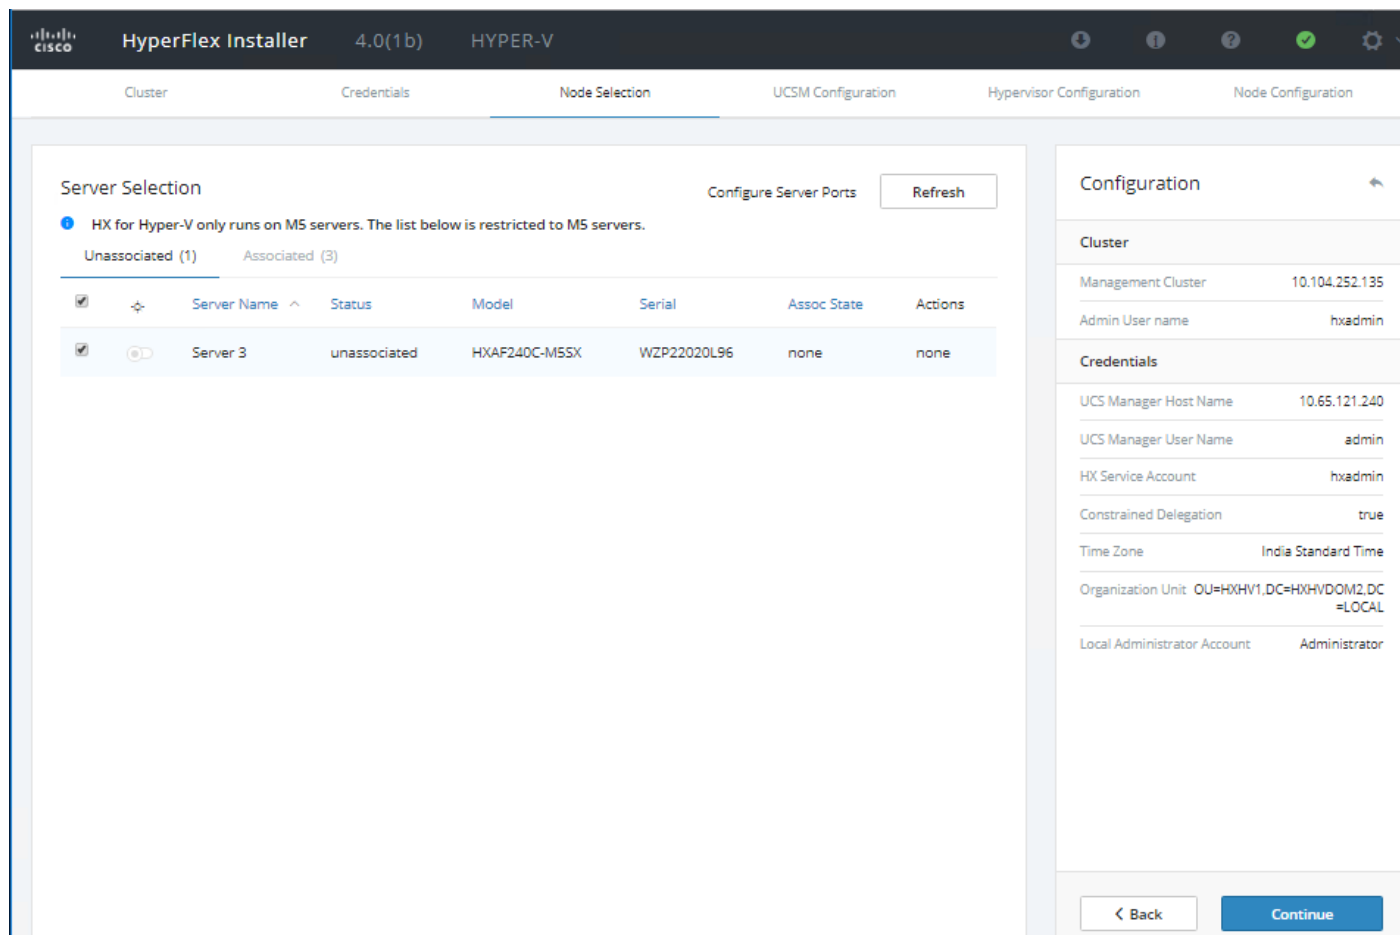 cisco HyperFlex Installer 4.0(1b) HYPER-V
Cluster Credentials Node Selection UCSM Configuration Hypervisor Configuration Node Configuration
Server Selection Configure Server Ports Refresh
HX for Hyper-V only runs on M5 servers. The list below is restricted to M5 servers.
Unassociated (1) Associated (3)
Server Name Status Model Serial Assoc State Actions
Server 3 unassociated HXAF240C-M5SX WZP22020L96 none none
Configuration
Cluster
Management Cluster 10.104.252.135
Admin User name hxadmin
Credentials
UCS Manager Host Name 10.65.121.240
UCS Manager User Name admin
HX Service Account hxadmin
Constrained Delegation true
Time Zone India Standard Time
Organization Unit OU=HXHV1,DC=HXHVDOM2,DC
=LOCAL
Local Administrator Account Administrator
Back Continue